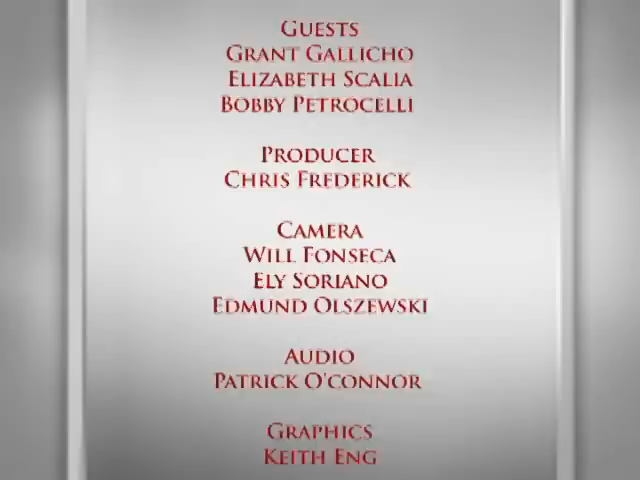 GUESTS
GRANT GALLICHO
ELIZABETH SCALIA
BOBBY PETROCELLI
PRODUCER
CHRIS FREDERICK
CAMERA
WILL FONSECA
ELY SORIANO
EDMUND OLSZEWSKI
AUDIO
PATRICK O'CONNOR
GRAPHICS
KEITH ENG